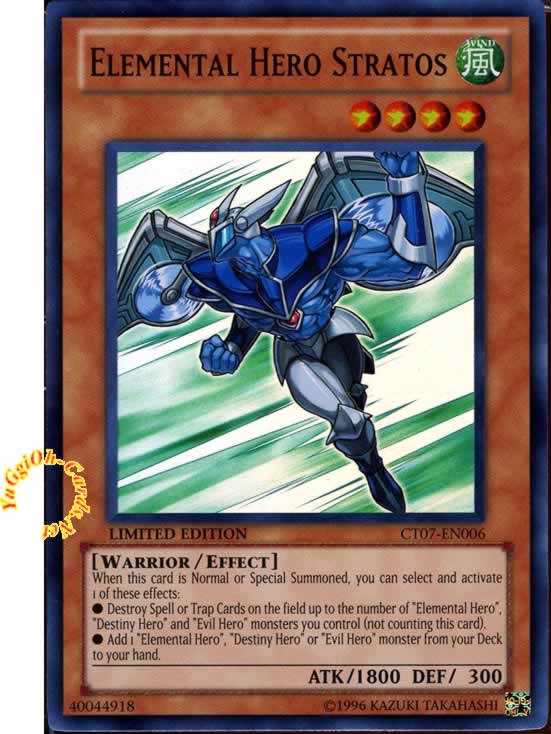 ELEMENTAL HERO STRATOS
WIND
風
YuGgiOh-Cards.Net
LIMITED EDITION
CT07-EN006
[WARRIOR/EFFECT]
When this card is Normal or Special Summoned, you can select and activate
1 of these effects:
● Destroy Spell or Trap Cards on the field up to the number of "Elemental Hero",
"Destiny Hero" and "Evil Hero" monsters you control (not counting this card).
● Add 1 "Elemental Hero", "Destiny Hero" or "Evil Hero" monster from your Deck
to your hand.
ATK/1800 DEF/ 300
40044918
©1996 KAZUKI TAKAHASHI